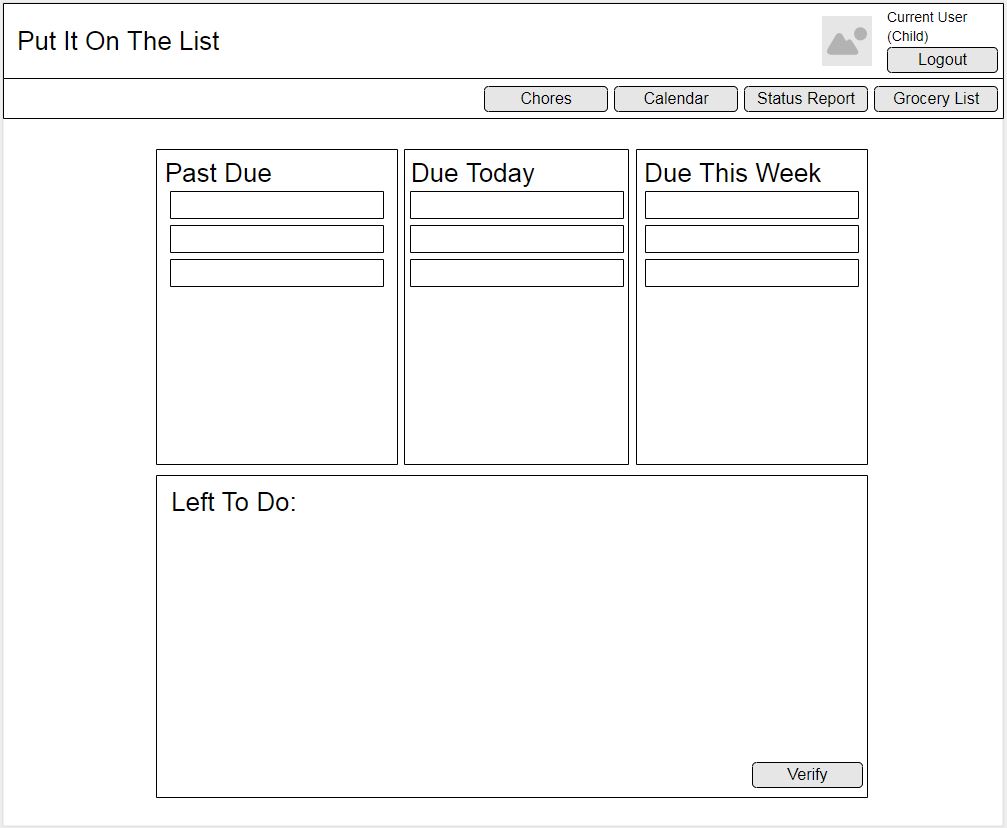 Put It On The List
Current User
(Child)
Logout
Chores
Calendar
Status Report
Grocery List
Past Due
Due Today
Due This Week
Left To Do:
Verify